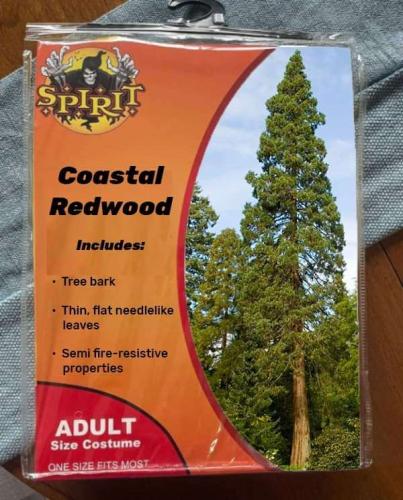 SPIRIT
Coastal
Redwood
Includes:
· Tree bark
· Thin, flat needlelike
leaves
· Semi fire-resistive
properties
ADULT
Size Costume
ONE SIZE FITS MOST